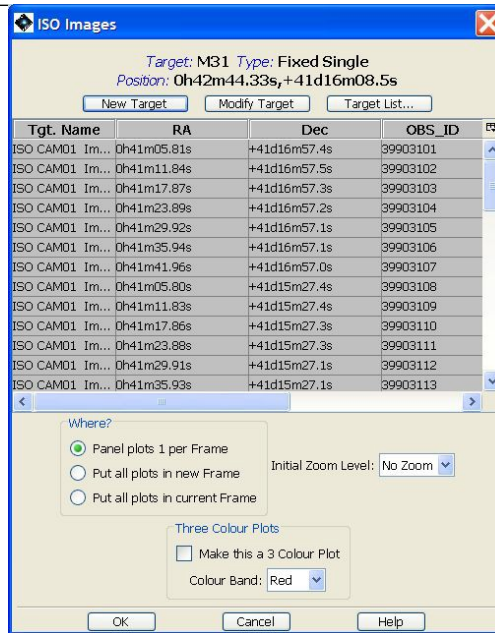 ISO Images
Target: M31 Type: Fixed Single
Position: 0h42m44.33s,+41d16m08.5s
New Target Modify Target Target List...
Tgt. Name RA Dec OBS_ID
ISO CAM01 Im... 0h41m05.81s +41d16m57.4s 39903101
ISO CAM01 Im... 0h41m11.84s +41d16m57.5s 39903102
ISO CAM01 Im... 0h41m17.87s +41d16m57.3s 39903103
ISO CAM01 Im... 0h41m23.89s +41d16m57.2s 39903104
ISO CAM01 Im... 0h41m29.92s +41d16m57.1s 39903105
ISO CAM01 Im... 0h41m35.94s +41d16m57.1s 39903106
ISO CAM01 Im... 0h41m41.96s +41d16m57.0s 39903107
ISO CAM01 Im... 0h41m05.80s +41d15m27.4s 39903108
ISO CAM01 Im... 0h41m11.83s +41d15m27.4s 39903109
ISO CAM01 Im... 0h41m17.86s +41d15m27.3s 39903110
ISO CAM01 Im... 0h41m23.88s +41d15m27.3s 39903111
ISO CAM01 Im... 0h41m29.91s +41d15m27.1s 39903112
ISO CAM01 Im... 0h41m35.93s +41d15m27.1s 39903113
Where?
Panel plots 1 per Frame
Put all plots in new Frame
Put all plots in current Frame
Initial Zoom Level: No Zoom
Three Colour Plots
Make this a 3 Colour Plot
Colour Band: Red
OK Cancel Help